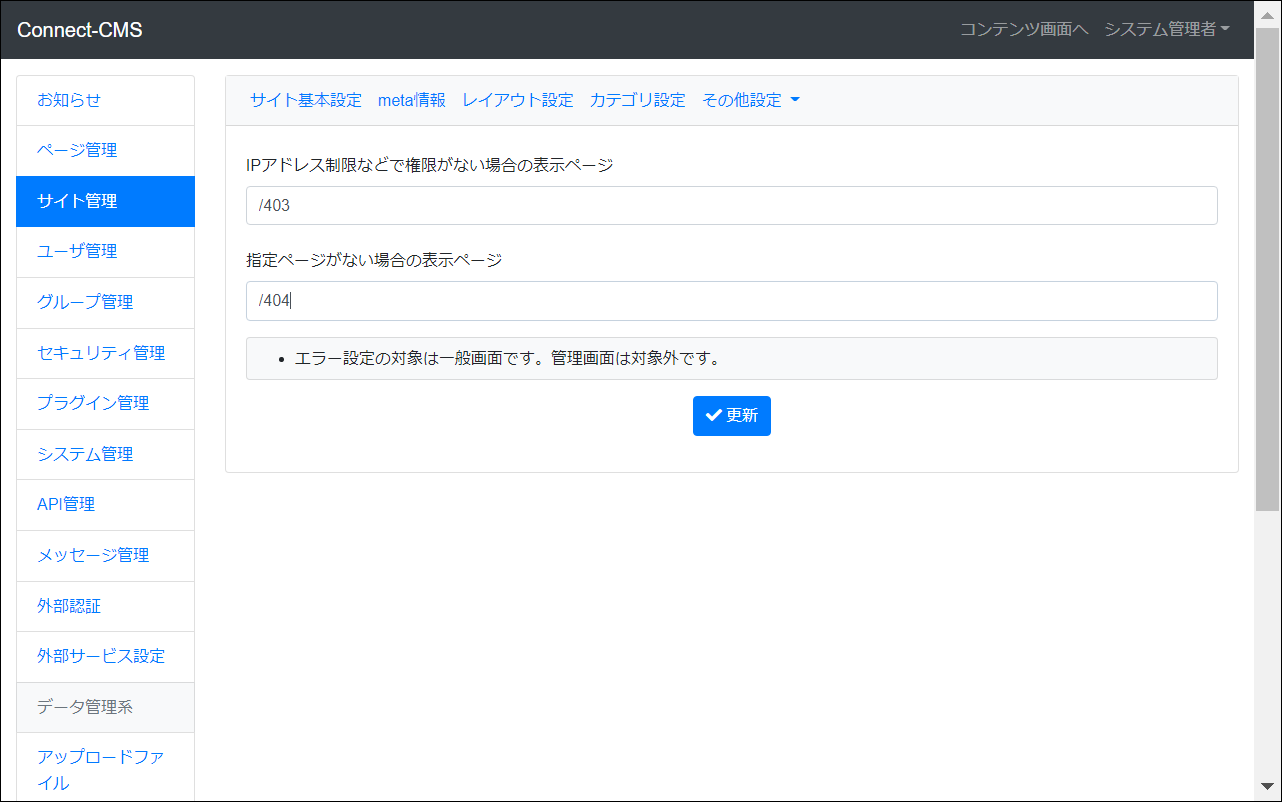 Connect-CMS
コンテンツ画面へ システム管理者
お知らせ
ページ管理
サイト管理
ユーザ管理
グループ管理
セキュリティ管理
プラグイン管理
システム管理
API管理
メッセージ管理
外部認証
外部サービス設定
データ管理系
アップロードファ
イル
サイト基本設定 meta情報 レイアウト設定 カテゴリ設定 その他設定
IPアドレス制限などで権限がない場合の表示ページ
/403
指定ページがない場合の表示ページ
/404
• エラー設定の対象は一般画面です。管理画面は対象外です。
更新